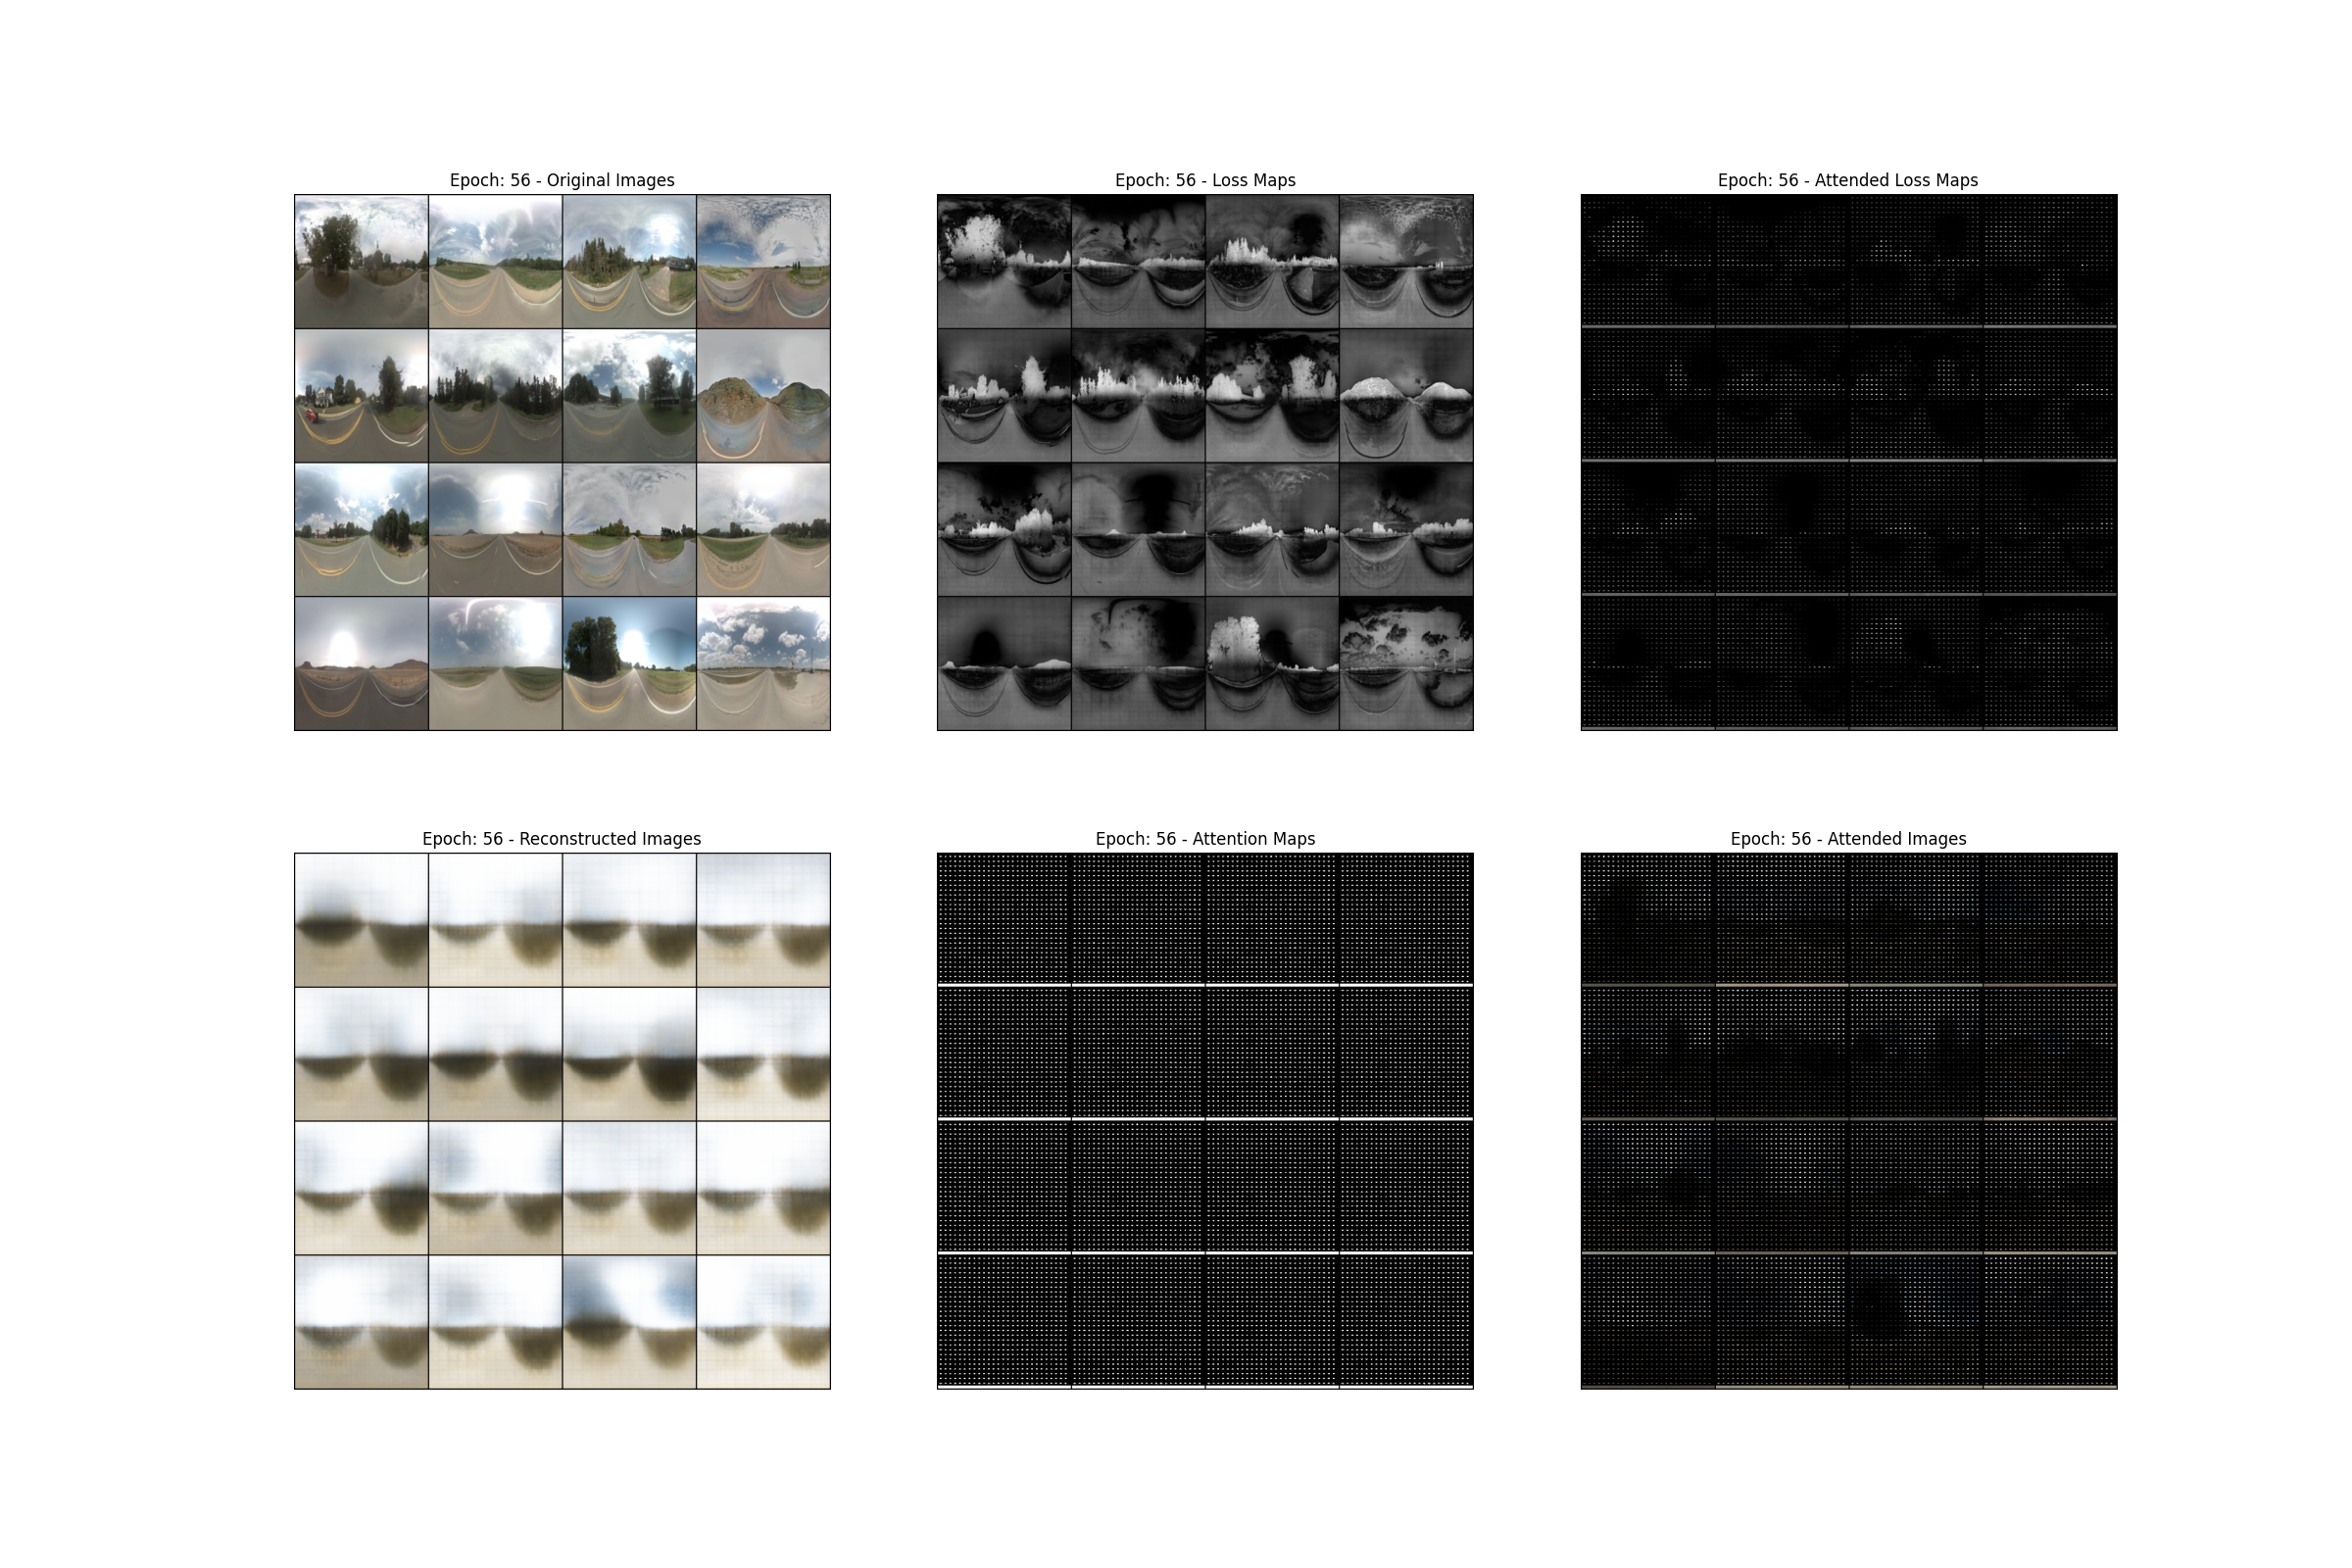 Epoch: 56 - Original Images
Epoch: 56 - Loss Maps
Epoch: 56 - Attended Loss Maps
Epoch: 56 - Reconstructed Images
Epoch: 56 - Attention Maps
Epoch: 56 - Attended Images